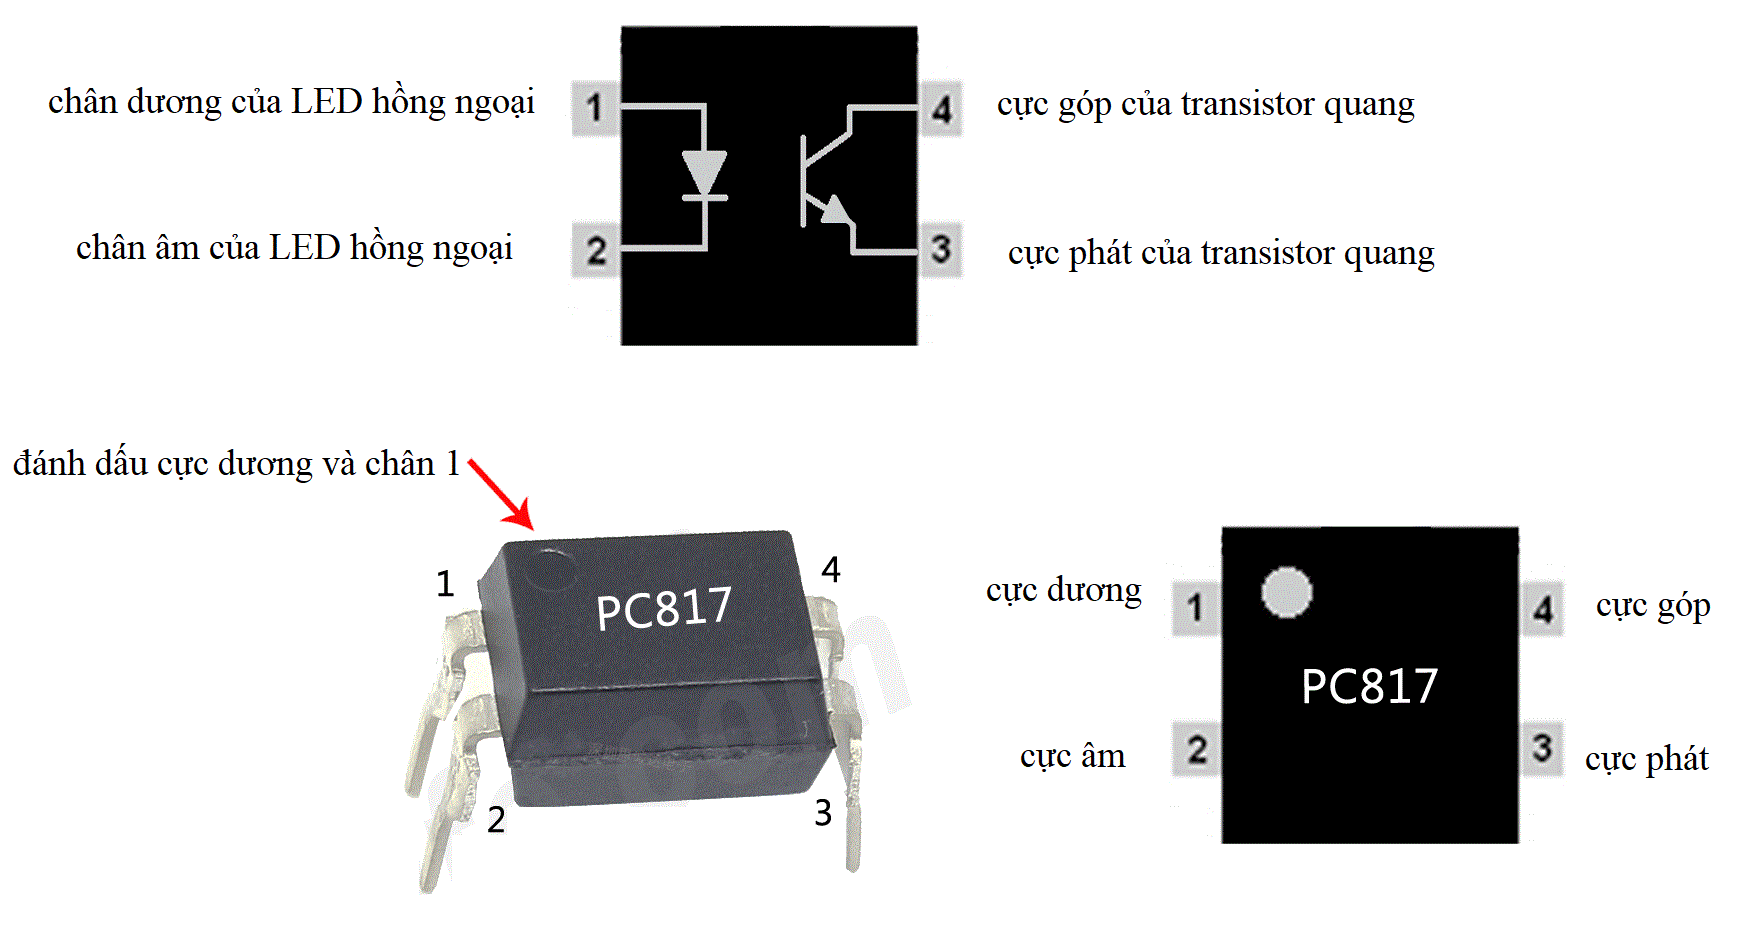 chân dương của LED hồng ngoại
1
4
cực góp của transistor quang
chân âm của LED hồng ngoại
2
3
cực phát của transistor quang
đánh dấu cực dương và chân 1
1
4
PC817
2
3
cực dương
1
4
cực góp
PC817
cực âm
2
3
cực phát